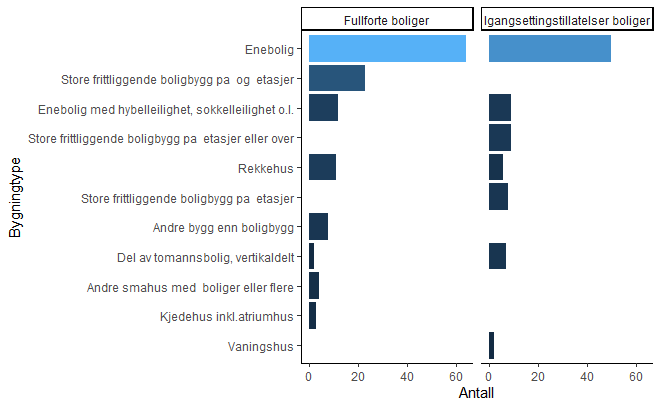 Fullforte boliger
Igangsettingstillatelser boliger
Enebolig
Store frittliggende boligbygg pa  og  etasjer
Enebolig med hybelleilighet, sokkelleilighet o.l.
Store frittliggende boligbygg pa  etasjer eller over
Rekkehus
Store frittliggende boligbygg pa  etasjer
Andre bygg enn boligbygg
Del av tomannsbolig, vertikaldelt
Andre smahus med  boliger eller flere
Kjedehus inkl.atriumhus
Vaningshus
Bygningtype
0 20 40 60 0 20 40 60
Antall